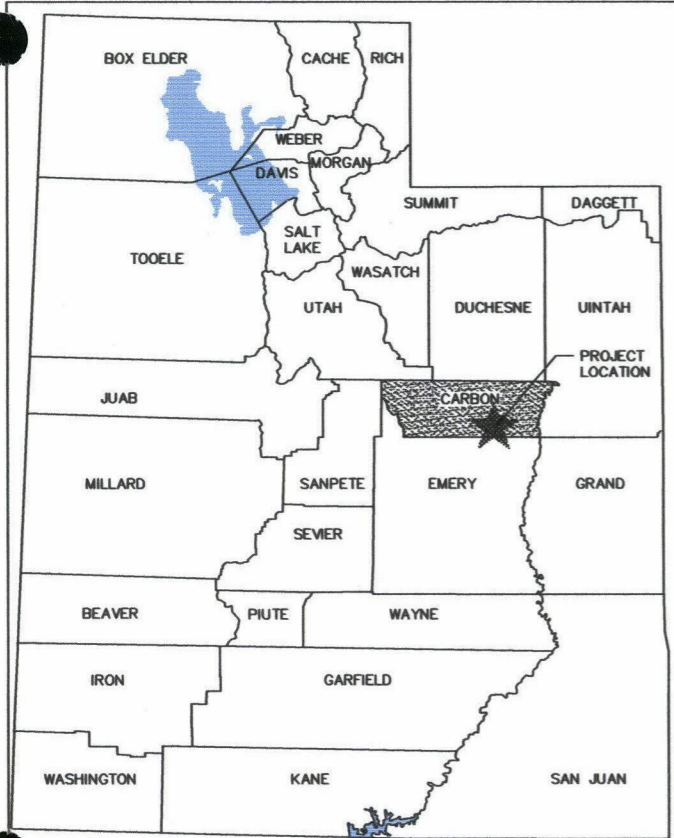 BOX ELDER
CACHE
RICH
WEBER
DAVIS
MORGAN
SUMMIT
DAGGETT
SALT
LAKE
TOOELE
WASATCH
UTAH
DUCHESNE
UINTAH
PROJECT
LOCATION
JUAB
CARBON
MILLARD
SANPETE
EMERY
GRAND
SEVIER
BEAVER
PIUTE
WAYNE
IRON
GARFIELD
WASHINGTON
KANE
SAN JUAN